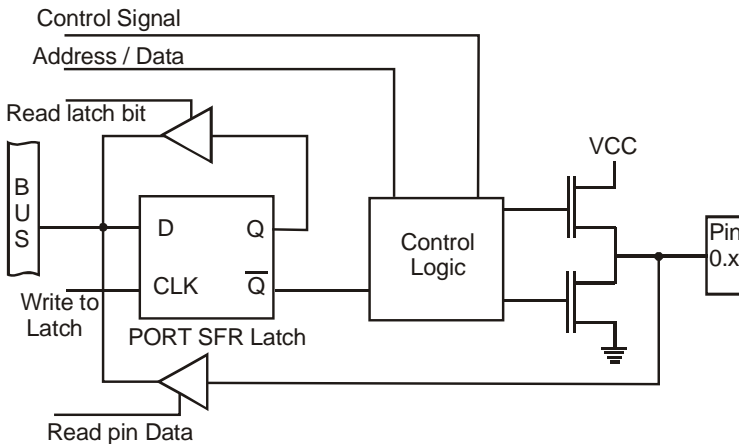 Control Signal
Address / Data
Read latch bit
VCC
B
U
S
D
Q
Pin
0.x
Control
Logic
CLK
Q̅
Write to
Latch
PORT SFR Latch
Read pin Data